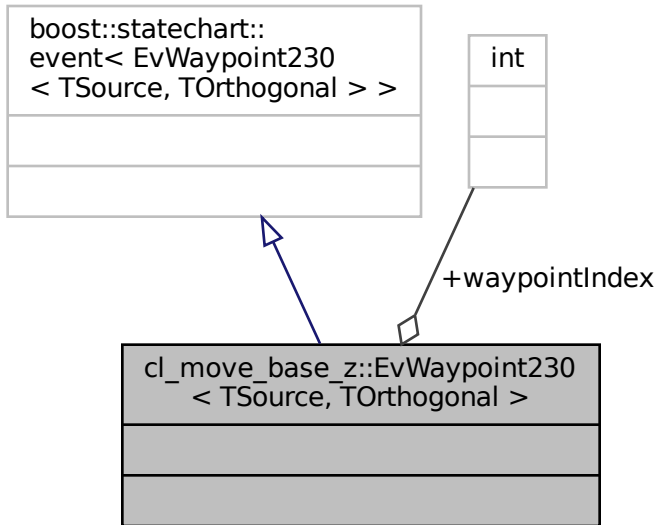 boost::statechart::
event< EvWaypoint230
< TSource, TOrthogonal > >
int
+waypointIndex
cl_move_base_z::EvWaypoint230
< TSource, TOrthogonal >